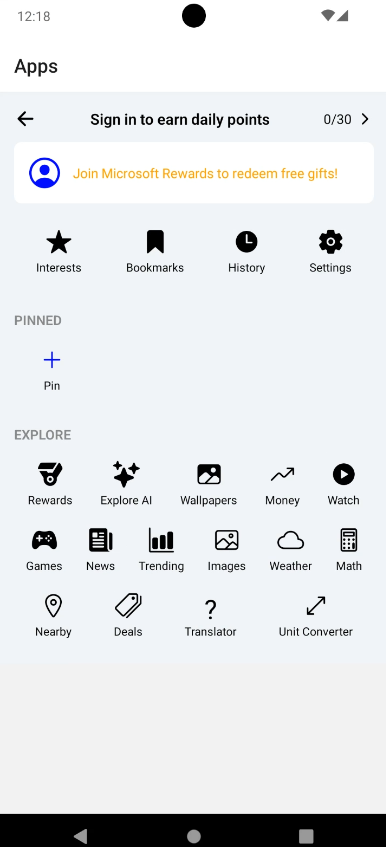 12:18
Apps
Sign in to earn daily points 0/30
Join Microsoft Rewards to redeem free gifts!
Interests Bookmarks History Settings
PINNED
Pin
EXPLORE
Rewards Explore AI Wallpapers Money Watch
Games News Trending Images Weather Math
Nearby Deals Translator Unit Converter